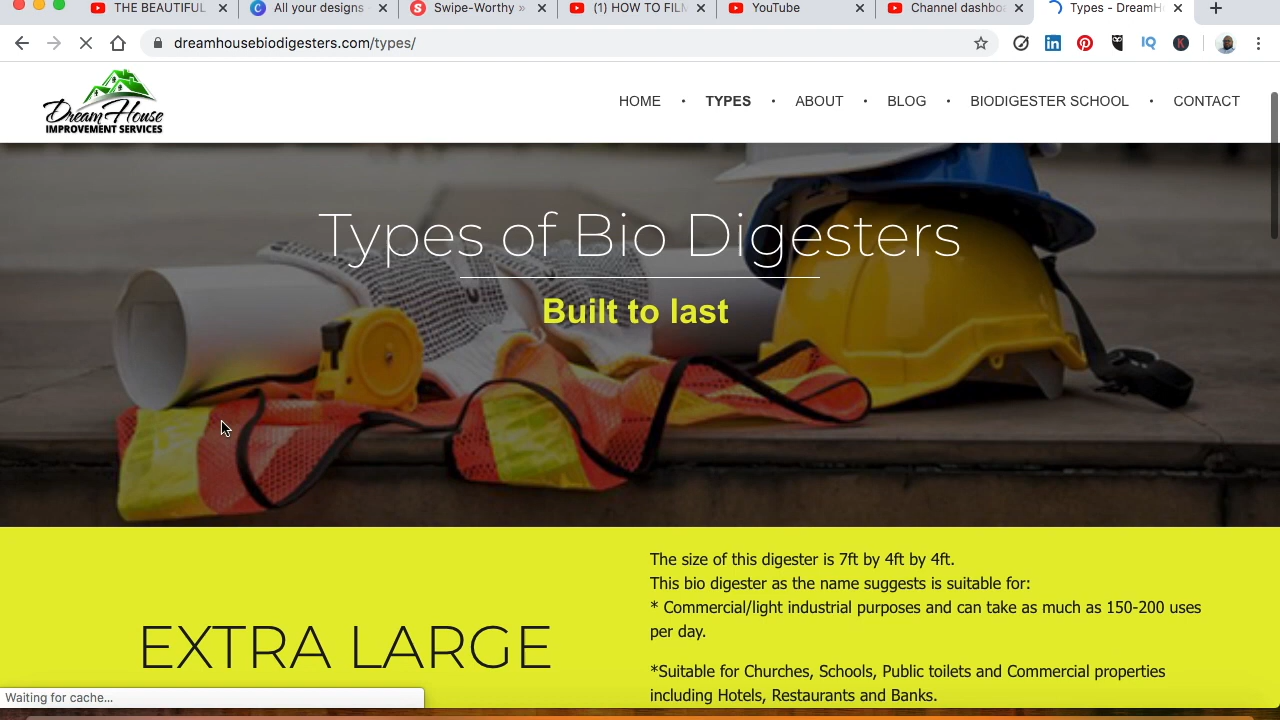 THE BEAUTIFUL
All your designs
Swipe-Worthy »
(1) HOW TO FILM
YouTube
Channel dashbo
Types - DreamH
dreamhousebiodigesters.com/types/
IQ
K
Dream House
IMPROVEMENT SERVICES
HOME • TYPES • ABOUT • BLOG • BIODIGESTER SCHOOL • CONTACT
Types of Bio Digesters
Built to last
EXTRA LARGE
The size of this digester is 7ft by 4ft by 4ft.
This bio digester as the name suggests is suitable for:
* Commercial/light industrial purposes and can take as much as 150-200 uses
per day.
*Suitable for Churches, Schools, Public toilets and Commercial properties
including Hotels, Restaurants and Banks.
Waiting for cache...